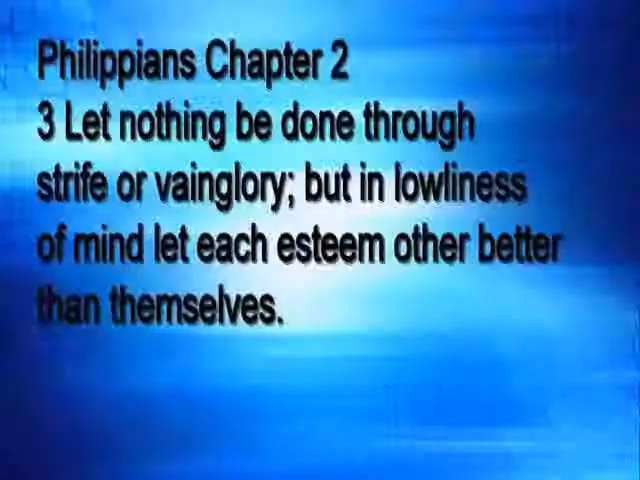 Philippians Chapter 2
3 Let nothing be done through
strife or vainglory; but in lowliness
of mind let each esteem other better
than themselves.